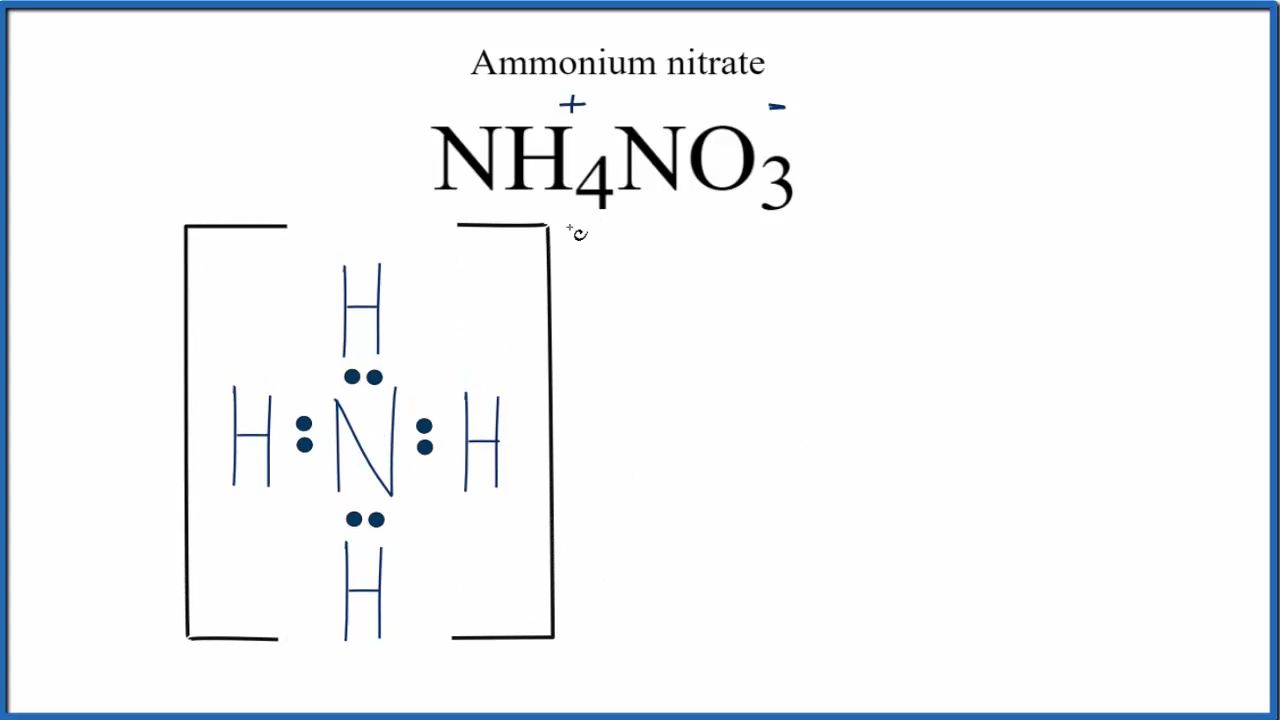 Ammonium nitrate
+ -
NH₄NO₃
H
H : N : H
H